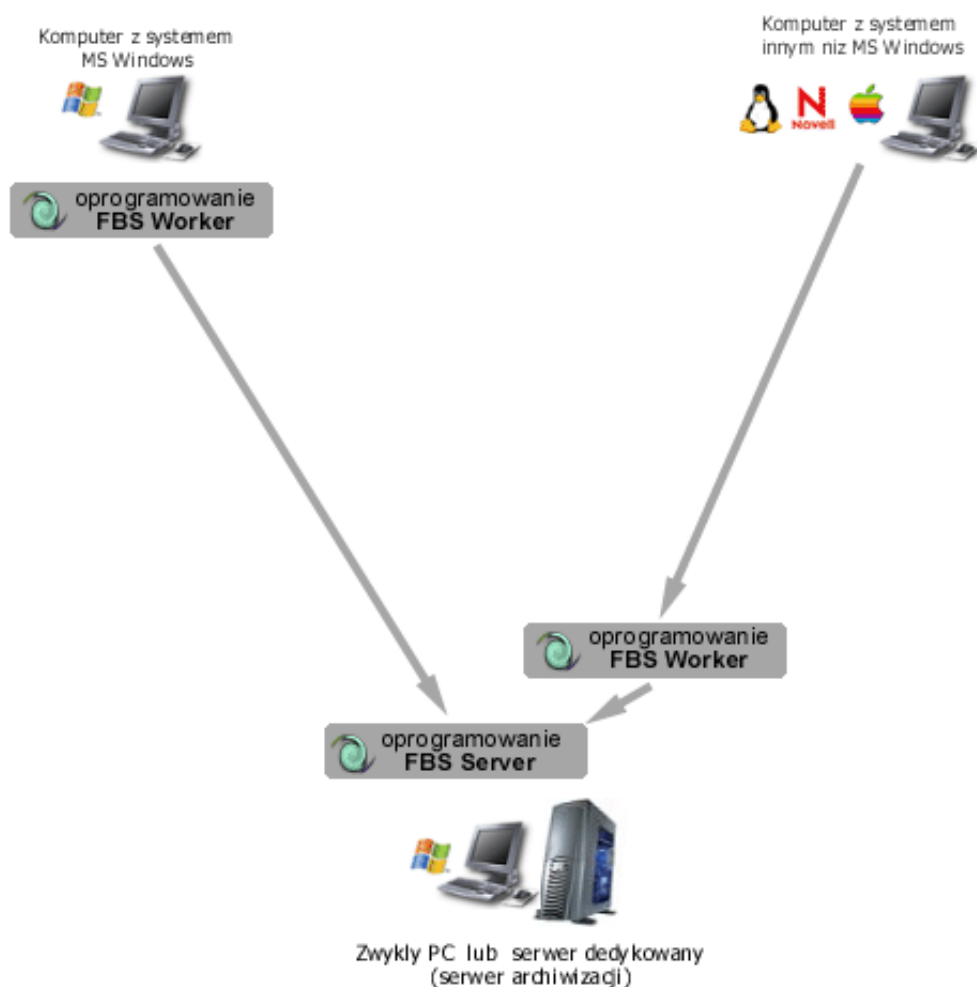 Komputer z systemem
MS Windows
Komputer z systemem
innym niz MS Windows
Novell
oprogramowanie
FBS Worker
oprogramowanie
FBS Worker
oprogramowanie
FBS Server
Zwykly PC lub serwer dedykowany
(serwer archiwizacji)